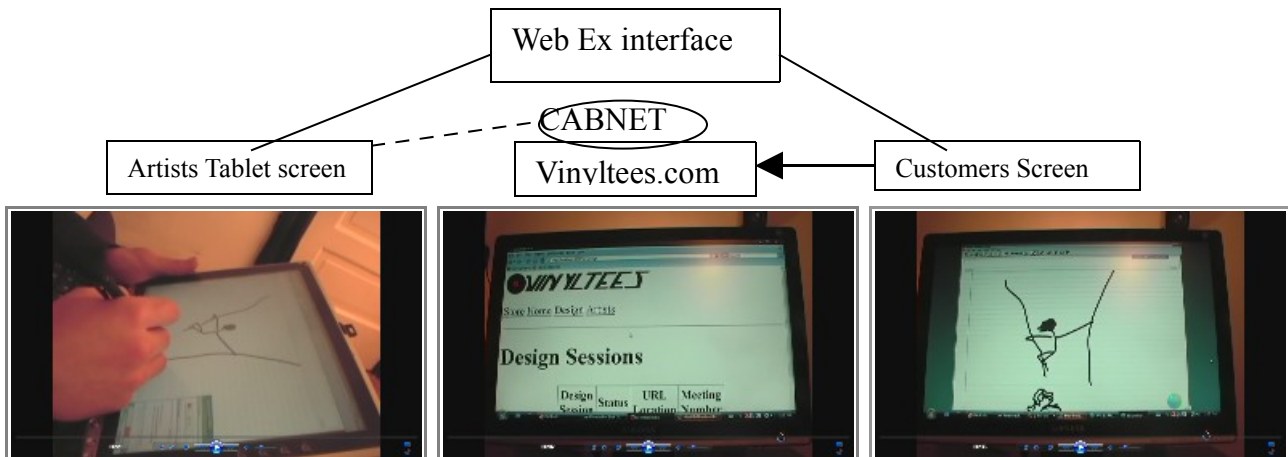 Web Ex interface
CABNET
Artists Tablet screen
Vinyltees.com
Customers Screen
VINYLTEES
Store Home Design Artists
Design Sessions
Design Session
Status
URL Location
Meeting Number